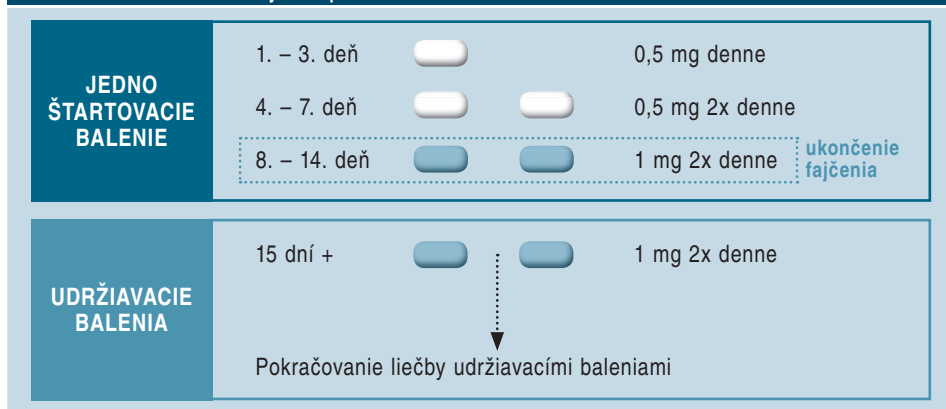 JEDNO
ŠTARTOVACIE
BALENIE
1. – 3. deň 0,5 mg denne
4. – 7. deň 0,5 mg 2x denne
8. – 14. deň 1 mg 2x denne
ukončenie
fajčenia
UDRŽIAVACIE
BALENIA
15 dní + 1 mg 2x denne
Pokračovanie liečby udržiavacími baleniami